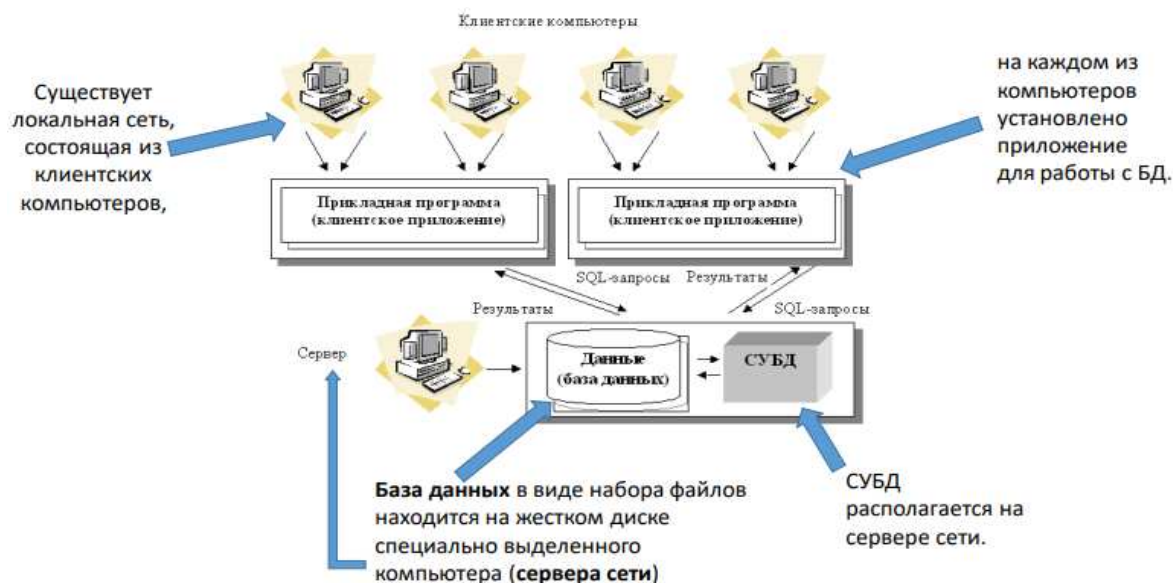 Клиентские компьютеры
Существует
локальная сеть,
состоящая из
клиентских
компьютеров,
на каждом из
компьютеров
установлено
приложение
для работы с БД.
Прикладная программа
(клиентское приложение)
Прикладная программа
(клиентское приложение)
SQL-запросы
Результаты
Результаты
SQL-запросы
Сервер
Данные
(база данных)
СУБД
База данных в виде набора файлов
находится на жестком диске
специально выделенного
компьютера (сервера сети)
СУБД
располагается на
сервере сети.